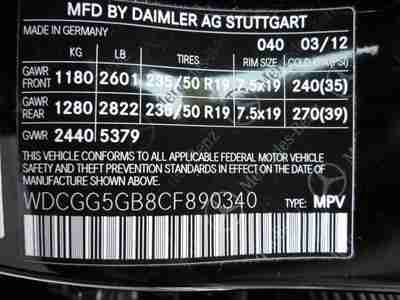 MFD BY DAIMLER AG STUTTGART
040 03/12
KG LB TIRES RIM SIZE COLD TIRE
GAWR FRONT 1180 2601 235/50 R19 7.5x19 240(35)
GAWR REAR 1280 2822 235/50 R19 7.5x19 270(39)
GVWR 2440 5379
THIS VEHICLE CONFORMS TO ALL APPLICABLE FEDERAL
MOTOR VEHICLE SAFETY AND THEFT PREVENTION STANDARDS IN
EFFECT ON THE DATE OF MANUFACTURE SHOWN ABOVE
WDCGG5GB8CF890340
TYPE: MPV
Mercedes-Benz